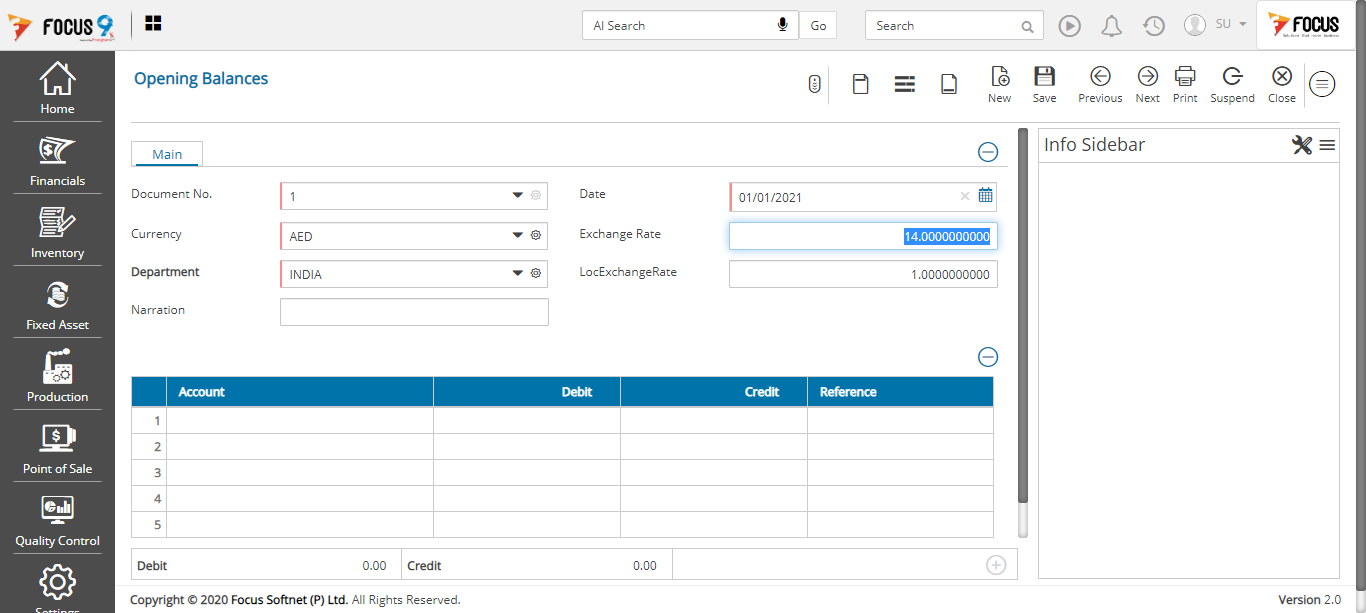 FOCUS 9
AI Search
Go
Search
SU
FOCUS
Home
Financials
Inventory
Fixed Asset
Production
Point of Sale
Quality Control
Settings
Opening Balances
New
Save
Previous
Next
Print
Suspend
Close
Main
Document No.
1
Date
01/01/2021
Currency
AED
Exchange Rate
14.0000000000
Department
INDIA
LocExchangeRate
1.0000000000
Narration
Account
Debit
Credit
Reference
1
2
3
4
5
Debit
0.00
Credit
0.00
Info Sidebar
Copyright © 2020 Focus Softnet (P) Ltd. All Rights Reserved.
Version 2.0